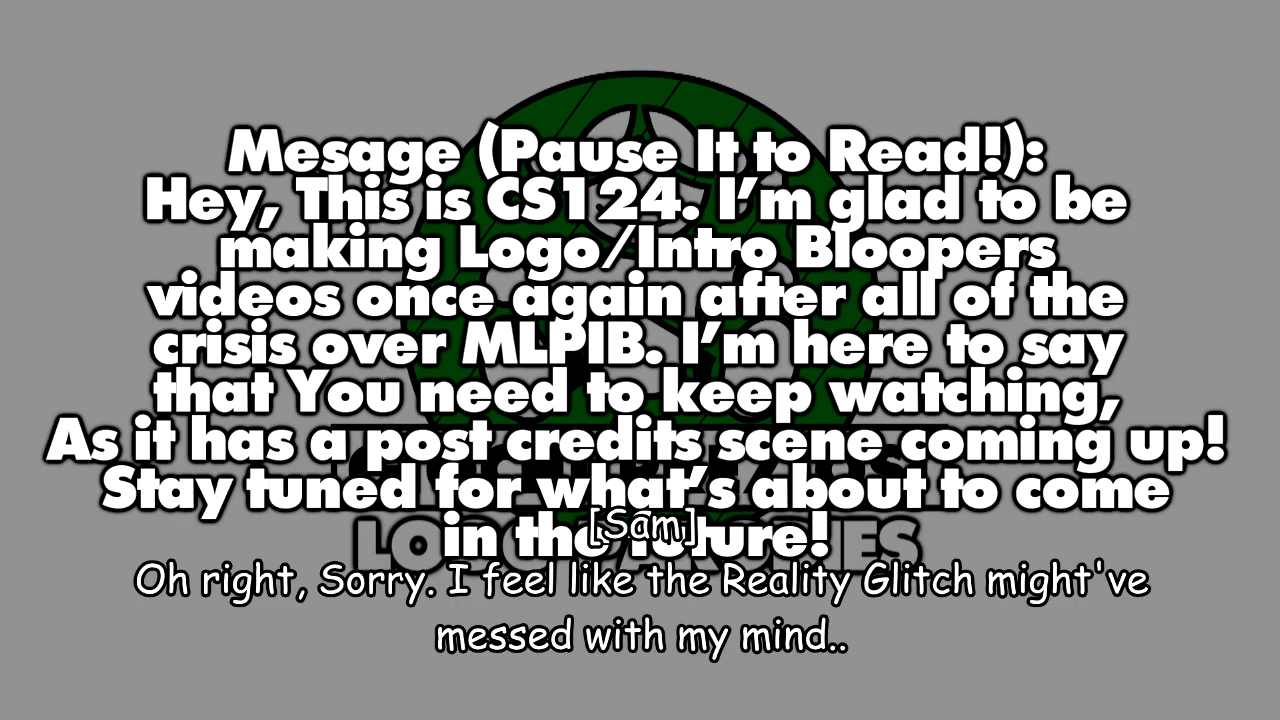 Mesage (Pause It to Read!):
Hey, This is CS124. I'm glad to be
making Logo/Intro Bloopers
videos once again after all of the
crisis over MLPIB. I'm here to say
that You need to keep watching,
As it has a post credits scene coming up!
Stay tuned for what's about to come
in the future!
[Sam]
Oh right, Sorry. I feel like the Reality Glitch might've
messed with my mind..